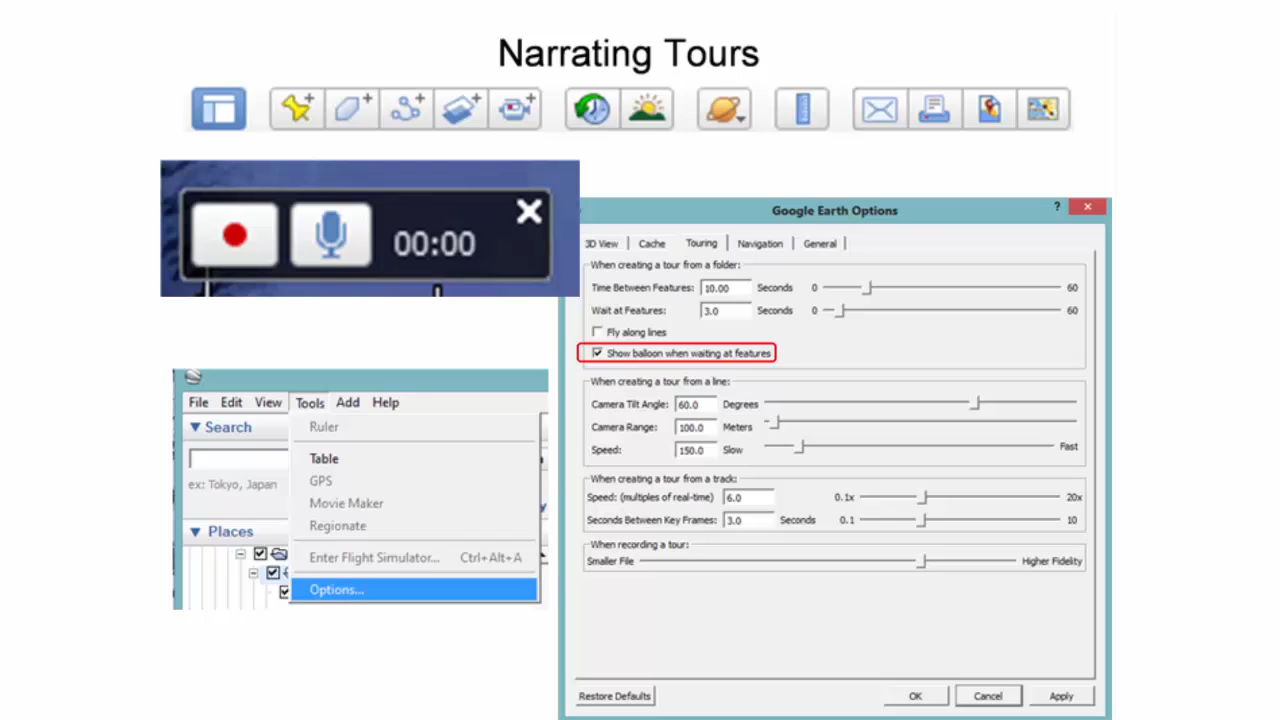 Narrating Tours
00:00
File Edit View Tools Add Help
Search
ex: Tokyo, Japan
Places
Ruler
Table
GPS
Movie Maker
Regionate
Enter Flight Simulator... Ctrl+Alt+A
Options...
Google Earth Options ?
3D View Cache Touring Navigation General
When creating a tour from a folder:
Time Between Features: 10.00 Seconds 0 60
Wait at Features: 3.0 Seconds 0 60
Fly along lines
Show balloon when waiting at features
When creating a tour from a line:
Camera Tilt Angle: 60.0 Degrees
Camera Range: 100.0 Meters
Speed: 150.0 Slow Fast
When creating a tour from a track:
Speed: (multiples of real-time) 6.0 0.1x 20x
Seconds Between Key Frames: 3.0 Seconds 0.1 10
When recording a tour:
Smaller File Higher Fidelity
Restore Defaults OK Cancel Apply